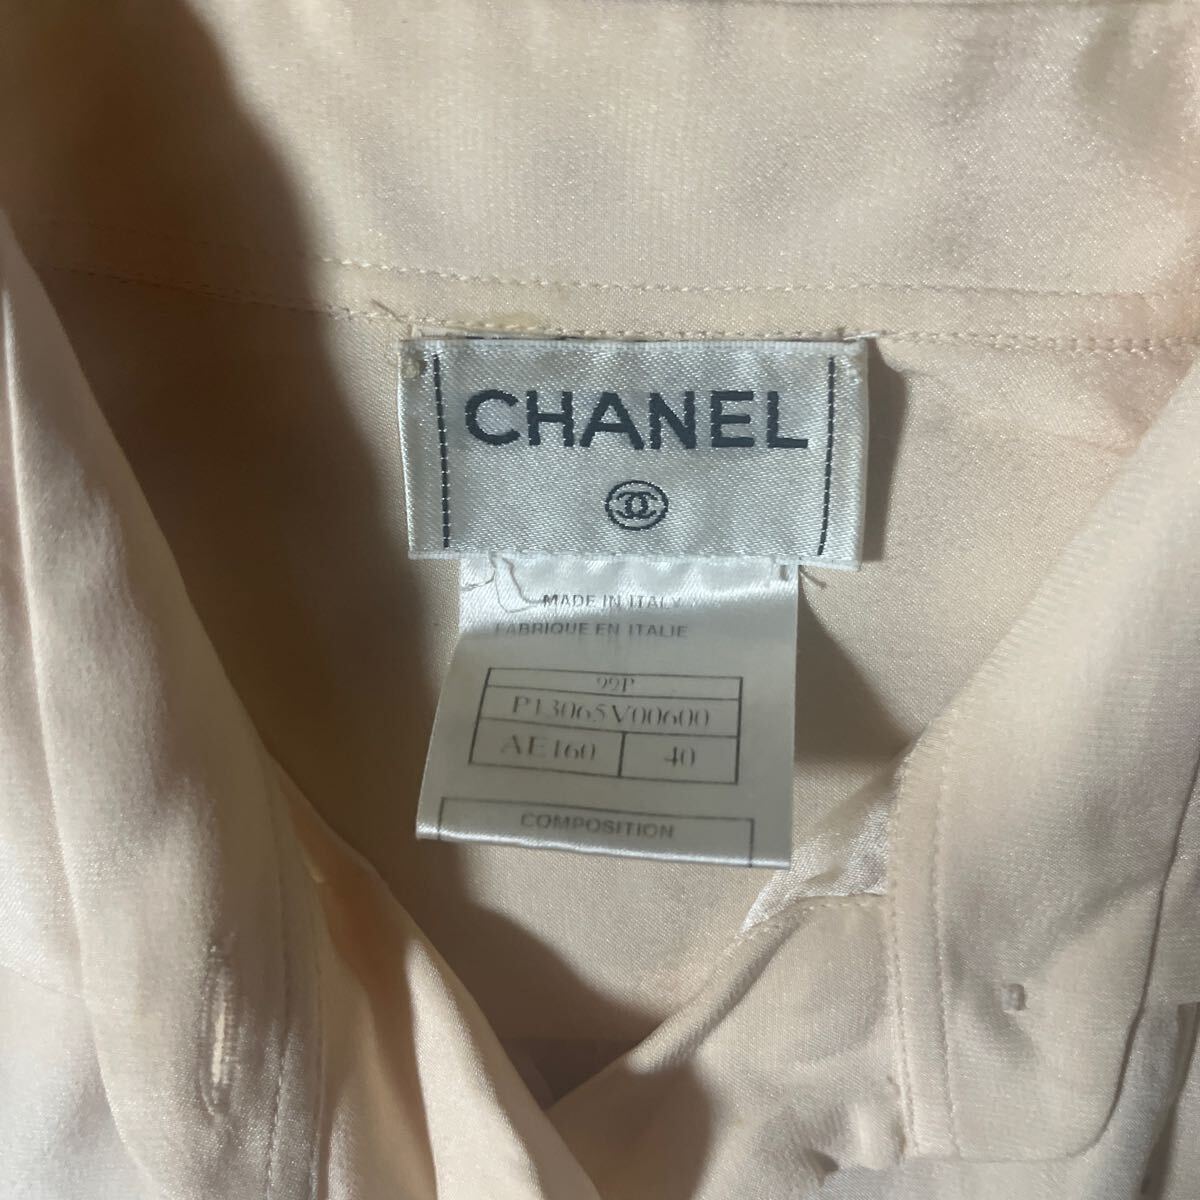 CHANEL
MADE IN ITALY
FABRIQUE EN ITALIE
99P
P13065V00600
AE160 40
COMPOSITION